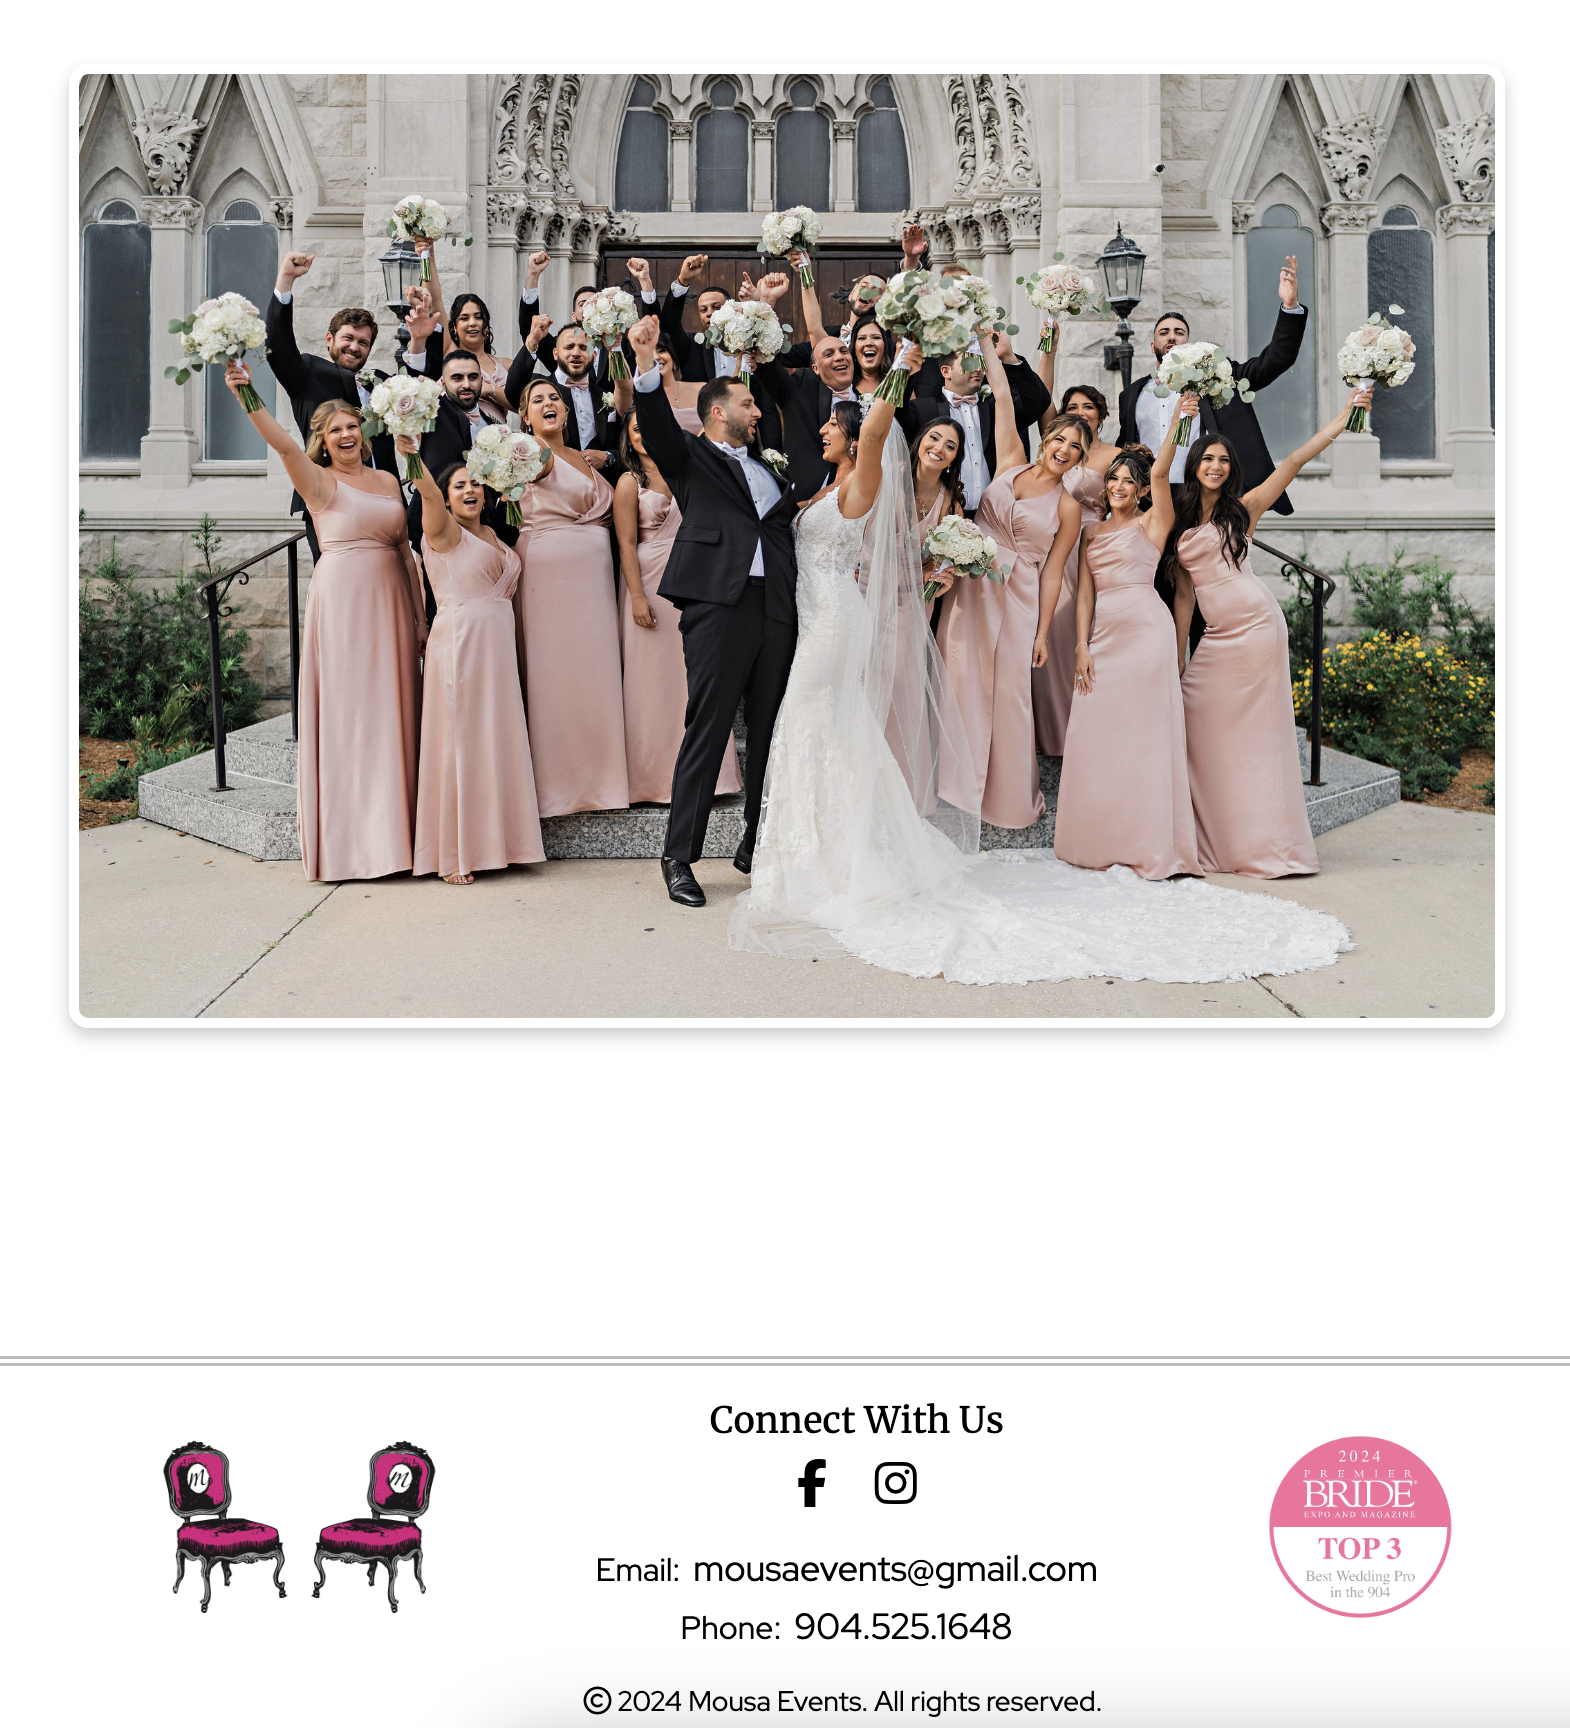 Connect With Us
m
m
Email: mousaevents@gmail.com
Phone: 904.525.1648
2024
PREMIER
BRIDE
EXPO AND MAGAZINE
TOP 3
Best Wedding Pro
in the 904
© 2024 Mousa Events. All rights reserved.